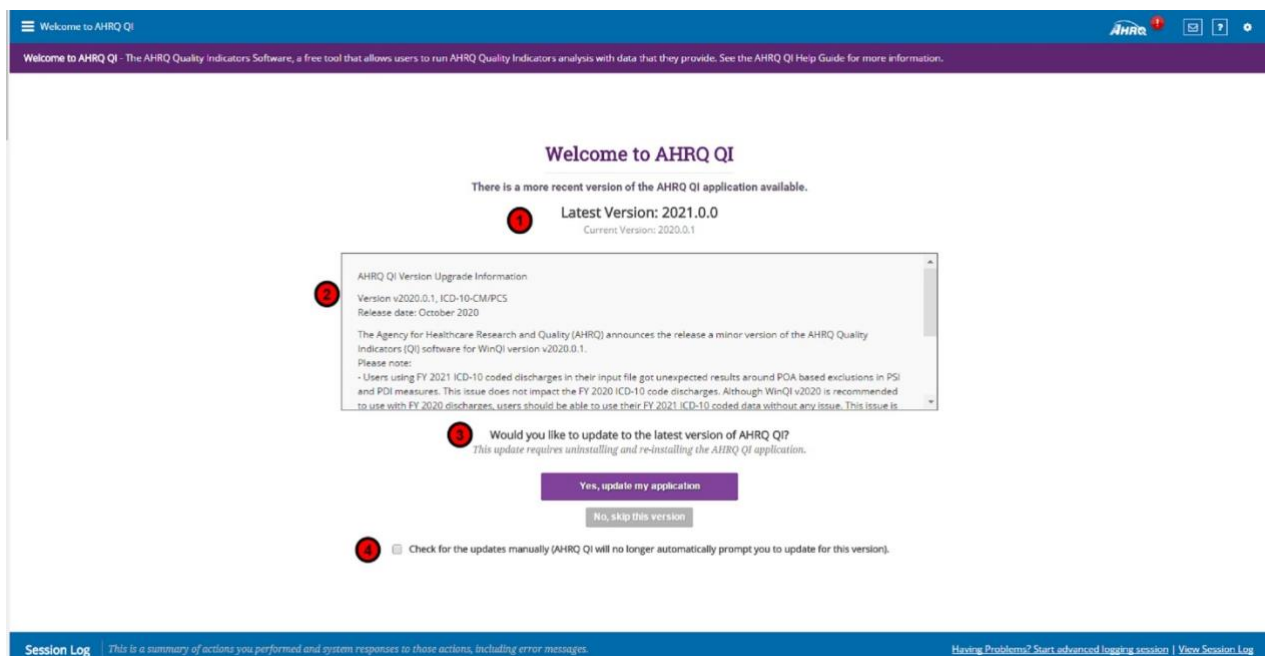 Welcome to AHRQ QI
AHRQ
!
?
Welcome to AHRQ QI - The AHRQ Quality Indicators Software, a free tool that allows users to run AHRQ Quality Indicators analysis with data that they provide. See the AHRQ QI Help Guide for more information.
Welcome to AHRQ QI
There is a more recent version of the AHRQ QI application available.
1
Latest Version: 2021.0.0
Current Version: 2020.0.1
2
AHRQ QI Version Upgrade Information
Version v2020.0.1, ICD-10-CM/PCS
Release date: October 2020
The Agency for Healthcare Research and Quality (AHRQ) announces the release a minor version of the AHRQ Quality
Indicators (QI) software for WinQI version v2020.0.1.
Please note:
- Users using FY 2021 ICD-10 coded discharges in their input file got unexpected results around POA based exclusions in PSI
and PDI measures. This issue does not impact the FY 2020 ICD-10 code discharges. Although WinQI v2020 is recommended
to use with FY 2020 discharges, users should be able to use their FY 2021 ICD-10 coded data without any issue. This issue is
3
Would you like to update to the latest version of AHRQ QI?
This update requires uninstalling and re-installing the AHRQ QI application.
Yes, update my application
No, skip this version
4
Check for the updates manually (AHRQ QI will no longer automatically prompt you to update for this version).
Session Log
This is a summary of actions you performed and system responses to those actions, including error messages.
Having Problems? Start advanced logging session | View Session Log